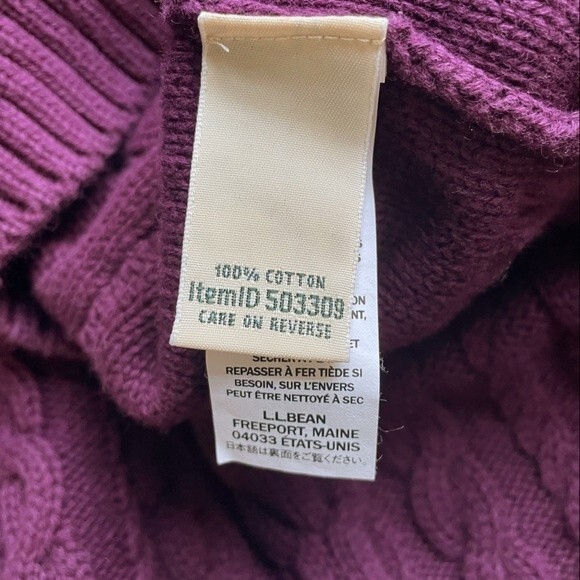 100% COTTON
ItemID 503309
CARE ON REVERSE
REPASSER À FER TIÈDE SI
BESOIN, SUR L'ENVERS
PEUT ÊTRE NETTOYÉ À SEC
L.L.BEAN
FREEPORT, MAINE
04033 ÉTATS-UNIS
日本語は裏面をご覧ください。